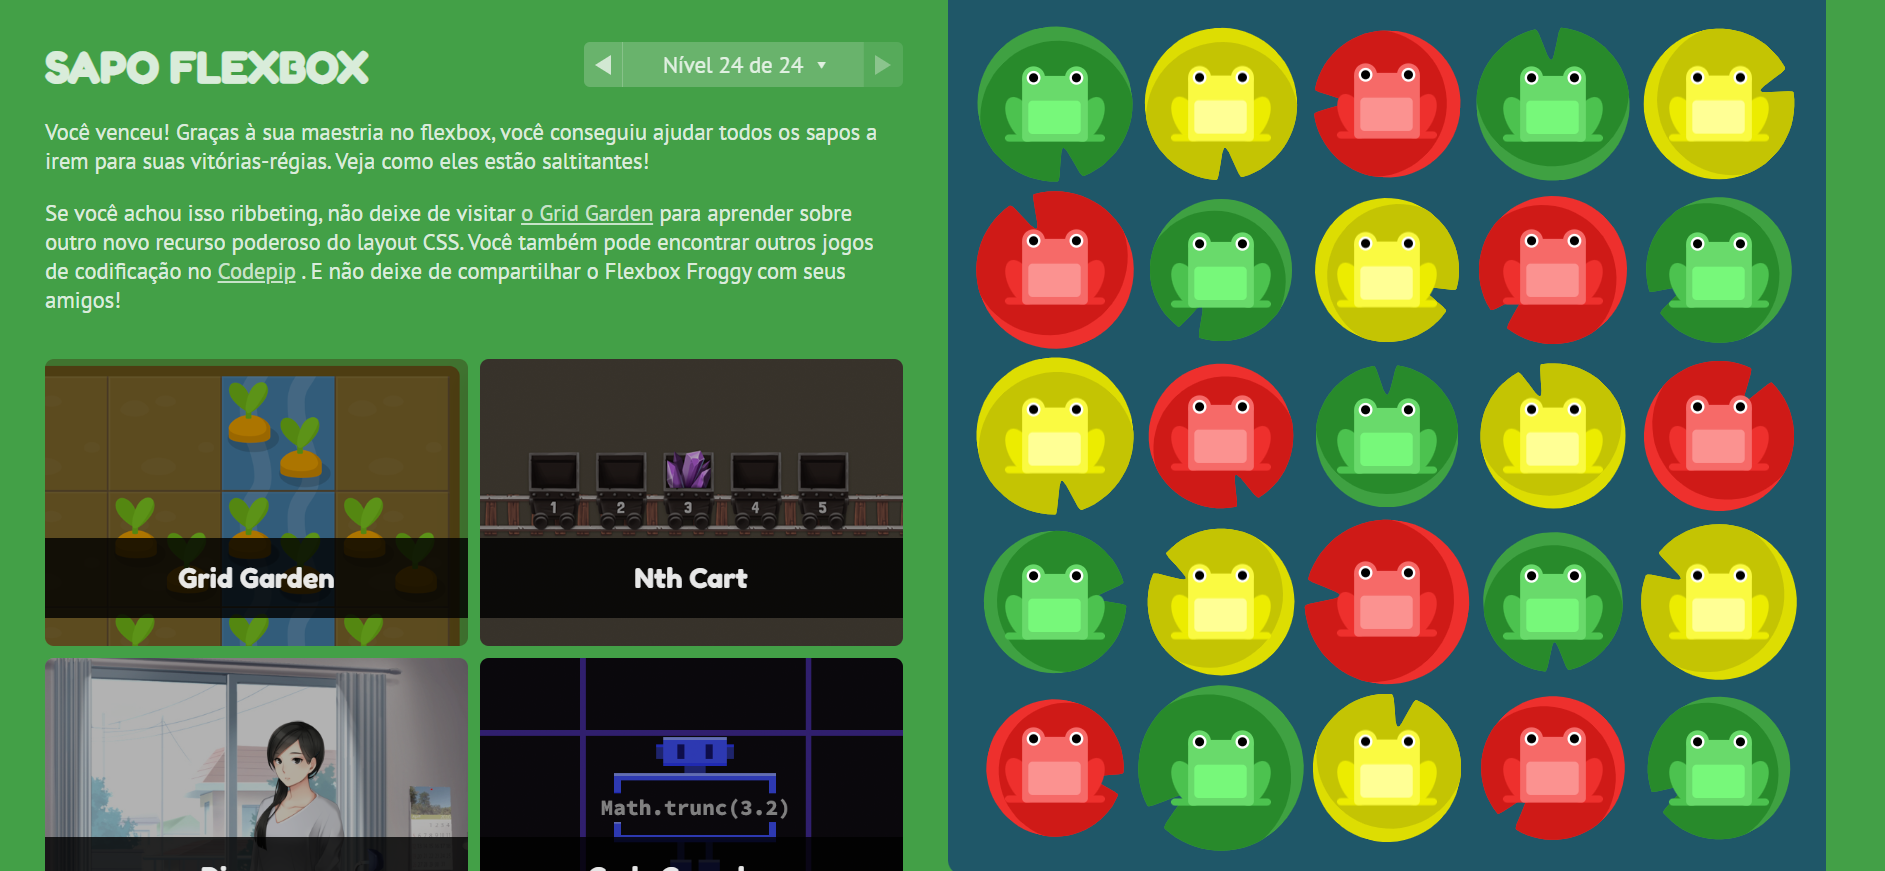 SAPO FLEXBOX
Nível 24 de 24
Você venceu! Graças à sua maestria no flexbox, você conseguiu ajudar todos os sapos a
irem para suas vitórias-régias. Veja como eles estão saltitantes!
Se você achou isso ribbeting, não deixe de visitar o Grid Garden para aprender sobre
outro novo recurso poderoso do layout CSS. Você também pode encontrar outros jogos
de codificação no Codepip . E não deixe de compartilhar o Flexbox Froggy com seus
amigos!
1 2 3 4 5
Grid Garden
Nth Cart
Math.trunc(3.2)